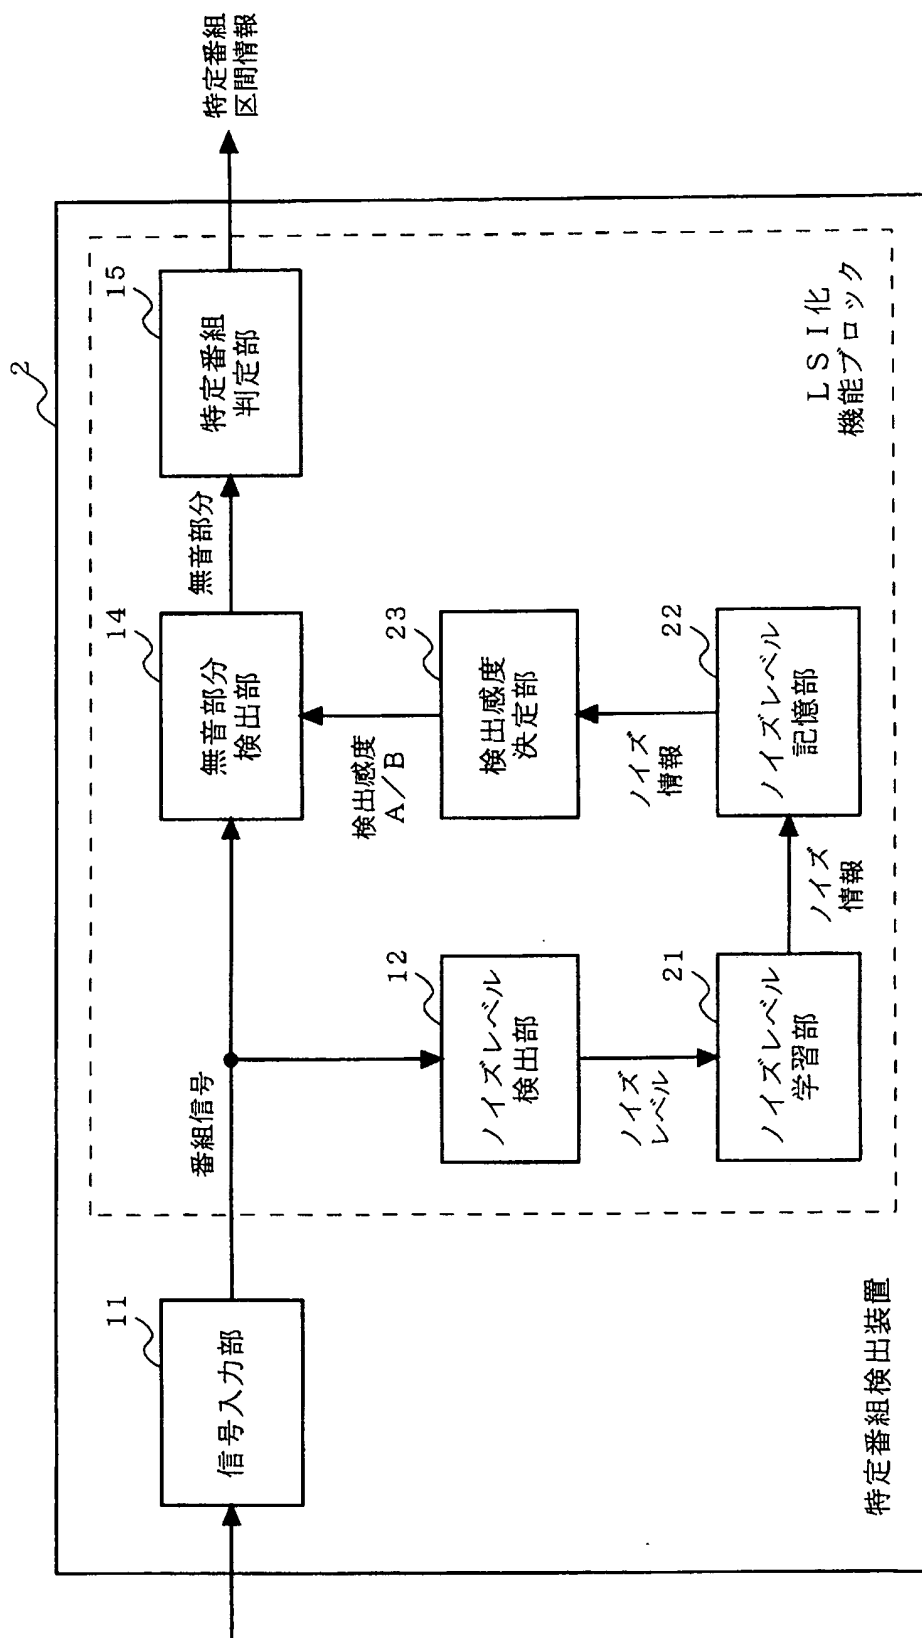 2
特定番組検出装置
11
信号入力部
番組信号
12
ノイズレベル
検出部
ノイズ
レベル
21
ノイズレベル
学習部
ノイズ
情報
22
ノイズレベル
記憶部
ノイズ
情報
23
検出感度
決定部
検出感度
A/B
14
無音部分
検出部
無音部分
15
特定番組
判定部
特定番組
区間情報
LSI化
機能ブロック